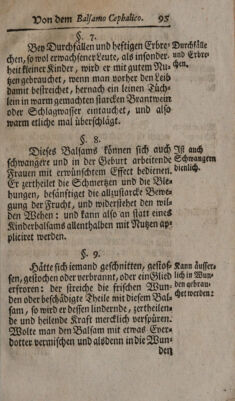 Von dem Balsamo Cephalico. 95
§. 7.
Bey Durchfällen und heftigen Erbre-
chen, so wol erwachsener Leute, als insonder-
heit kleiner Kinder, wird er mit gutem Nu-
tzen gebrauchet, wenn man vorher den Leib
damit bestreichet, hernach ein leinen Tüch-
lein in warm gemachten starcken Brantwein
oder Schlagwasser eintauchet, und also
warm etliche mal überschlägt.
Durchfälle
und Erbre-
chen.
§. 8.
Dieses Balsams können sich auch
schwangere und in der Geburt arbeitende
Frauen mit erwünschtem Effect bedienen.
Er zertheilet die Schmertzen und die Blä-
hungen, besänftiget die allzustarcke Bewe-
gung der Frucht, und widerstehet den wil-
den Wehen: und kann also an statt eines
Kinderbalsams allenthalben mit Nutzen ap-
pliciret werden.
Ist auch
Schwangern
dienlich.
§. 9.
Hätte sich iemand geschnitten, gestos-
sen, gestochen oder verbrannt, oder ein Glied
erfroren: der streiche die frischen Wun-
den oder beschädigte Theile mit diesem Bal-
sam, so wird er dessen lindernde, zertheilen-
de und heilende Kraft mercklich verspüren.
Wolte man den Balsam mit etwas Eyer-
dotter vermischen und alsdenn in die Wun-
den
Kann äusser-
lich in Wun-
den gebrau-
chet werden: